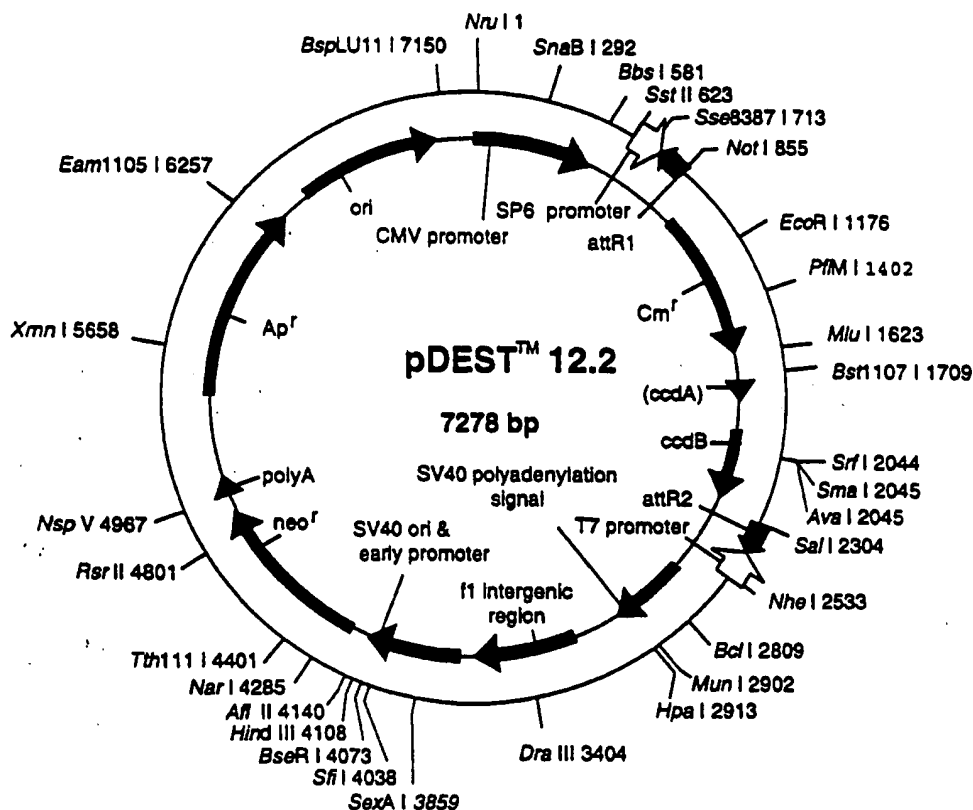 Nru I 1
BspLU11 I 7150
SnaB I 292
Bbs I 581
Sst II 623
Sse8387 I 713
Not I 855
Eam1105 I 6257
ori
CMV promoter
SP6 promoter
attR1
EcoR I 1176
PflM I 1402
Cmʳ
Xmn I 5658
Apʳ
pDEST™ 12.2
7278 bp
Mlu I 1623
Bst1107 I 1709
(ccdA)
ccdB
polyA
SV40 polyadenylation
signal
attR2
T7 promoter
Srf I 2044
Sma I 2045
Ava I 2045
Sal I 2304
Nsp V 4967
neoʳ
SV40 ori &
early promoter
Rsr II 4801
f1 intergenic
region
Nhe I 2533
Tth111 I 4401
Nar I 4285
Afl II 4140
Hind III 4108
BseR I 4073
Sfi I 4038
SexA I 3859
Dra III 3404
Bcl I 2809
Mun I 2902
Hpa I 2913